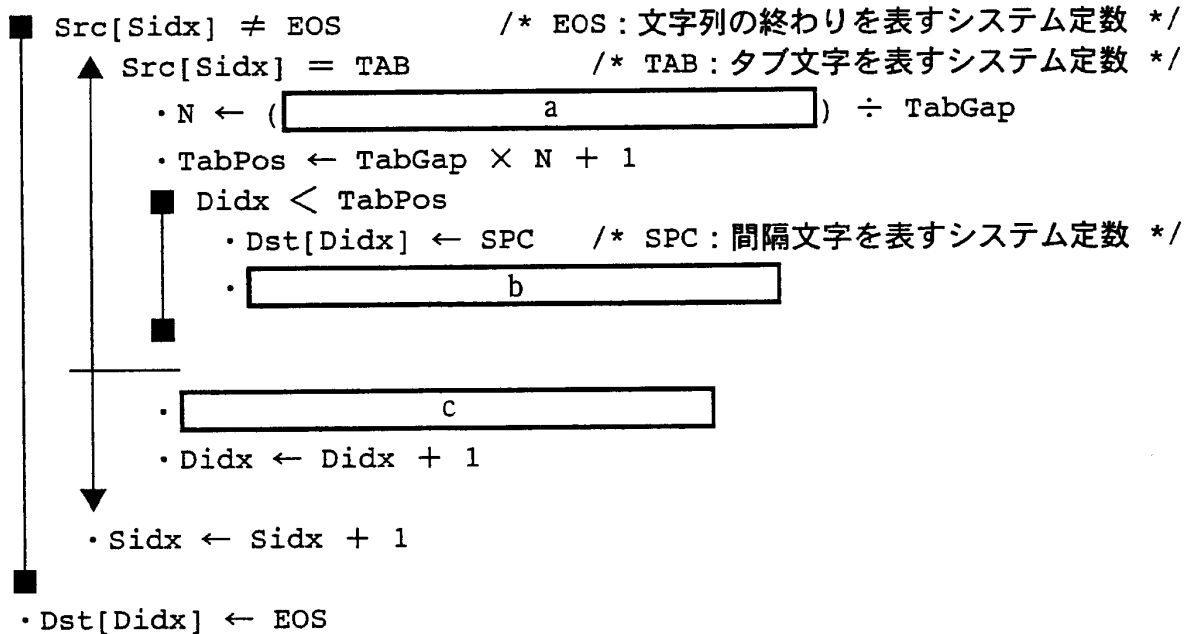 Src[Sidx] ≠ EOS /* EOS:文字列の終わりを表すシステム定数 */
Src[Sidx] = TAB /* TAB:タブ文字を表すシステム定数 */
・N ← ( a ) ÷ TabGap
・TabPos ← TabGap × N + 1
Didx < TabPos
・Dst[Didx] ← SPC /* SPC:間隔文字を表すシステム定数 */
・ b
・ c
・Didx ← Didx + 1
・Sidx ← Sidx + 1
・Dst[Didx] ← EOS